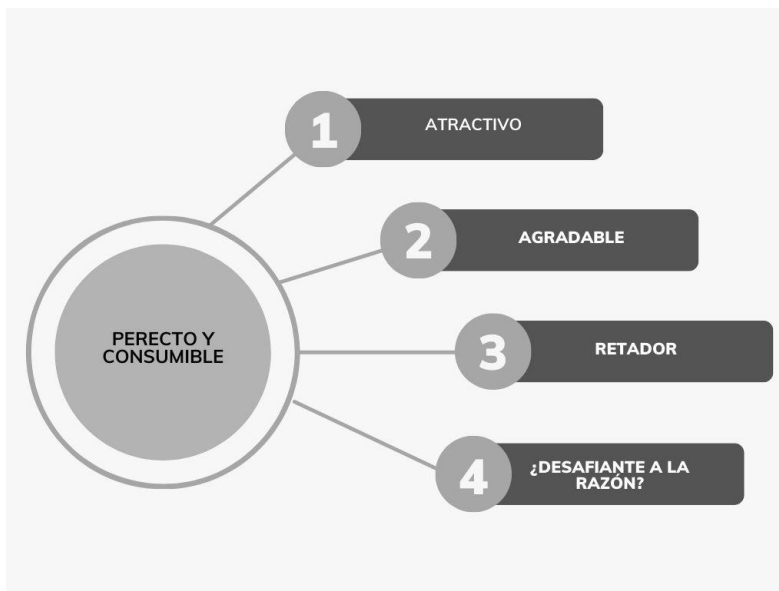 1
ATRACTIVO
2
AGRADABLE
PERECTO Y
CONSUMIBLE
3
RETADOR
4
¿DESAFIANTE A LA
RAZÓN?